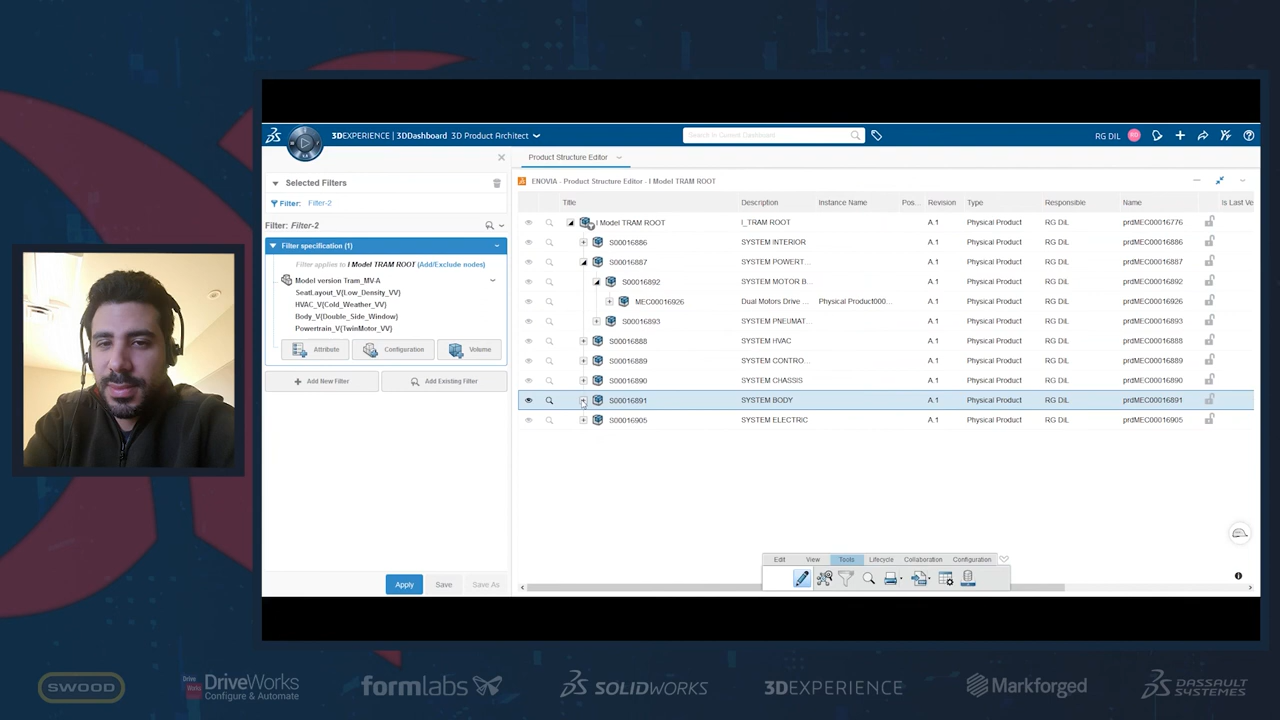 3DEXPERIENCE | 3DDashboard 3D Product Architect
Search In Current Dashboard
RG DIL
RD
Selected Filters
Filter: Filter-2
Filter: Filter-2
Filter specification (1)
Filter applies to I Model TRAM ROOT (Add/Exclude nodes)
Model version Tram_MV-A
SeatLayout_V{Low_Density_VV}
HVAC_V{Cold_Weather_VV}
Body_V{Double_Side_Window}
Powertrain_V{TwinMotor_VV}
Attribute Configuration Volume
Add New Filter Add Existing Filter
Apply Save Save As
Product Structure Editor
ENOVIA - Product Structure Editor - I Model TRAM ROOT
Title Description Instance Name Pos... Revision Type Responsible Name Is Last Ve
I Model TRAM ROOT I_TRAM ROOT A.1 Physical Product RG DIL prdMEC00016776
S00016886 SYSTEM INTERIOR A.1 Physical Product RG DIL prdMEC00016886
S00016887 SYSTEM POWERT... A.1 Physical Product RG DIL prdMEC00016887
S00016892 SYSTEM MOTOR B... A.1 Physical Product RG DIL prdMEC00016892
MEC00016926 Dual Motors Drive ... Physical Product000... A.1 Physical Product RG DIL prdMEC00016926
S00016893 SYSTEM PNEUMAT... A.1 Physical Product RG DIL prdMEC00016893
S00016888 SYSTEM HVAC A.1 Physical Product RG DIL prdMEC00016888
S00016889 SYSTEM CONTRO... A.1 Physical Product RG DIL prdMEC00016889
S00016890 SYSTEM CHASSIS A.1 Physical Product RG DIL prdMEC00016890
S00016891 SYSTEM BODY A.1 Physical Product RG DIL prdMEC00016891
S00016905 SYSTEM ELECTRIC A.1 Physical Product RG DIL prdMEC00016905
Edit View Tools Lifecycle Collaboration Configuration
SWOOD
Drive Works DriveWorks Configure & Automate
formlabs
SOLIDWORKS
3DEXPERIENCE
Markforged
DASSAULT SYSTEMES